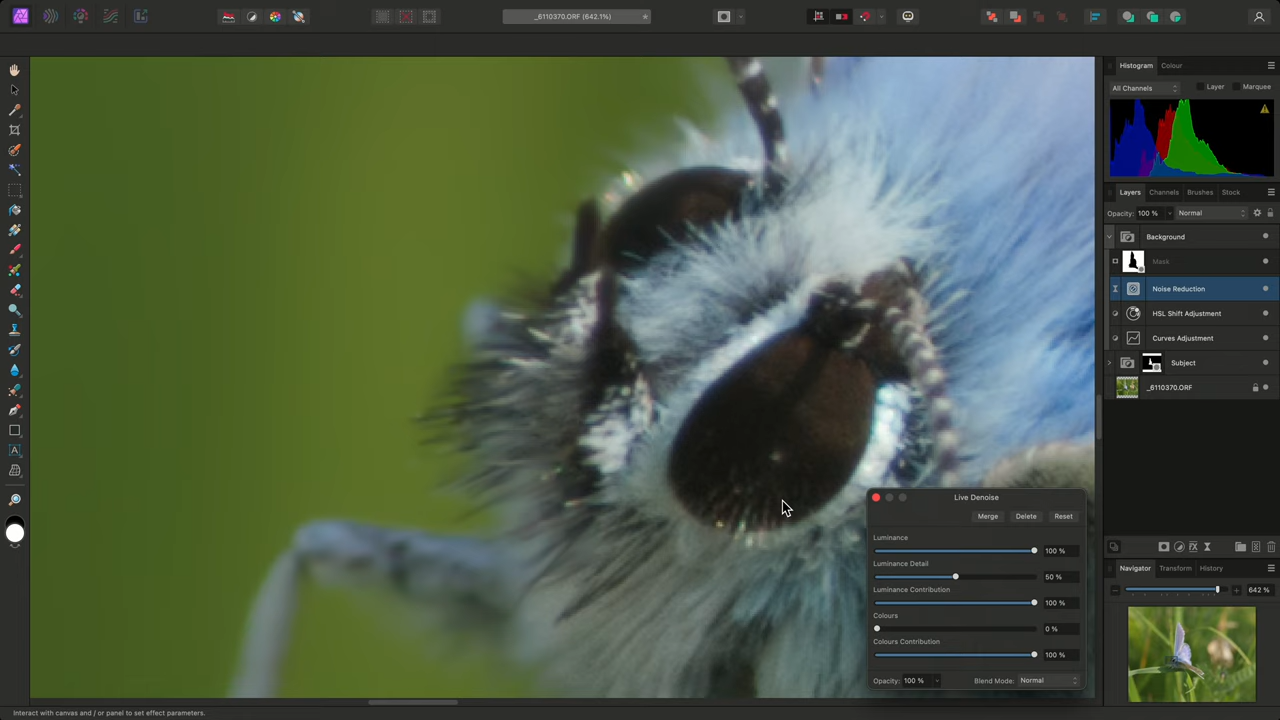 _6110370.ORF (642.1%)
Histogram Colour
All Channels Layer Marquee
Layers Channels Brushes Stock
Opacity: 100 % Normal
Background
Mask
Noise Reduction
HSL Shift Adjustment
Curves Adjustment
Subject
_6110370.ORF
Live Denoise
Merge Delete Reset
Luminance
100 %
Luminance Detail
50 %
Luminance Contribution
100 %
Colours
0 %
Colours Contribution
100 %
Opacity: 100 % Blend Mode: Normal
Navigator Transform History
642 %
Interact with canvas and / or panel to set effect parameters.